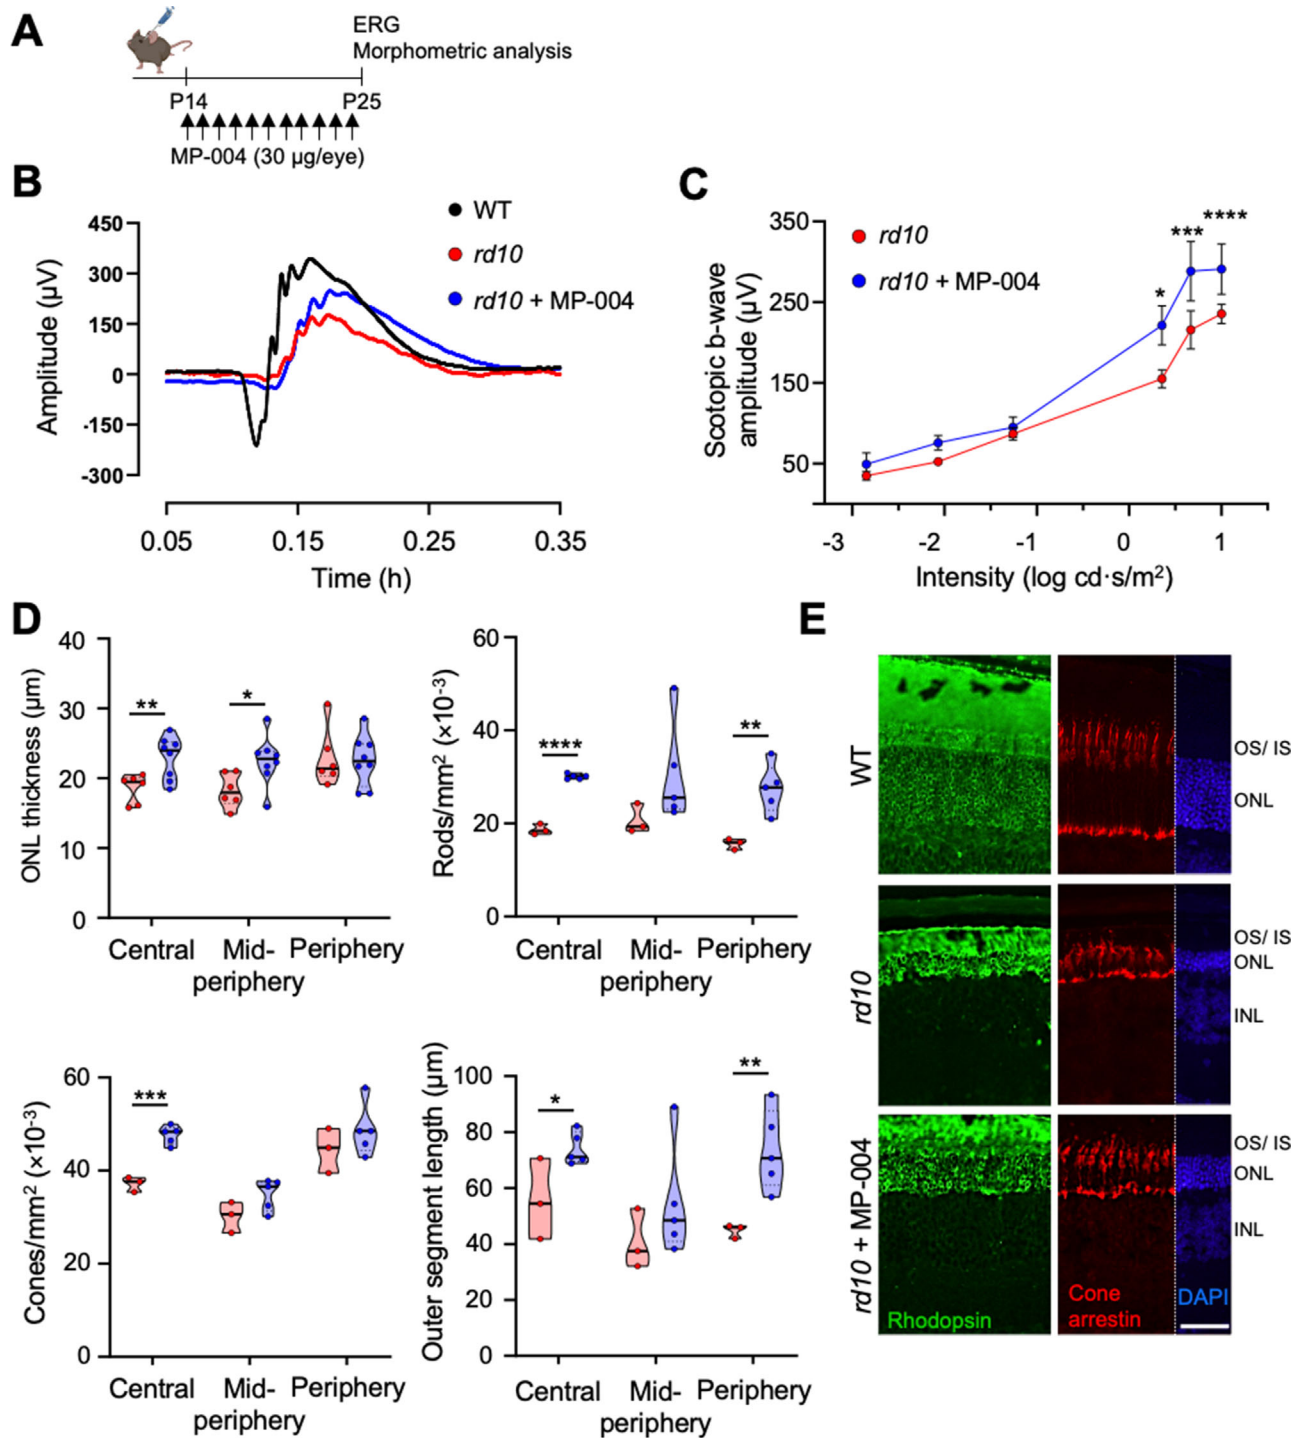 A
ERG
Morphometric analysis
P14
P25
MP-004 (30 µg/eye)
B
WT
rd10
rd10 + MP-004
Amplitude (µV)
450
300
150
0
-150
-300
0.05
0.15
0.25
0.35
Time (h)
C
rd10
rd10 + MP-004
*
***
****
Scotopic b-wave
amplitude (µV)
350
250
150
50
-3
-2
-1
0
1
Intensity (log cd·s/m²)
D
ONL thickness (µm)
40
30
20
10
0
**
*
Central
Mid-
periphery
Periphery
Rods/mm² (×10⁻³)
60
40
20
0
****
**
Central
Mid-
periphery
Periphery
Cones/mm² (×10⁻³)
60
40
20
0
***
Central
Mid-
periphery
Periphery
Outer segment length (µm)
100
80
60
40
20
0
*
**
Central
Mid-
periphery
Periphery
E
WT
OS/ IS
ONL
rd10
OS/ IS
ONL
INL
rd10 + MP-004
OS/ IS
ONL
INL
Rhodopsin
Cone
arrestin
DAPI